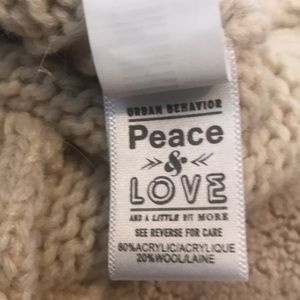 URBAN BEHAVIOR
Peace
&
LOVE
AND A LITTLE BIT MORE
SEE REVERSE FOR CARE
80%ACRYLIC/ACRYLIQUE
20%WOOL/LAINE